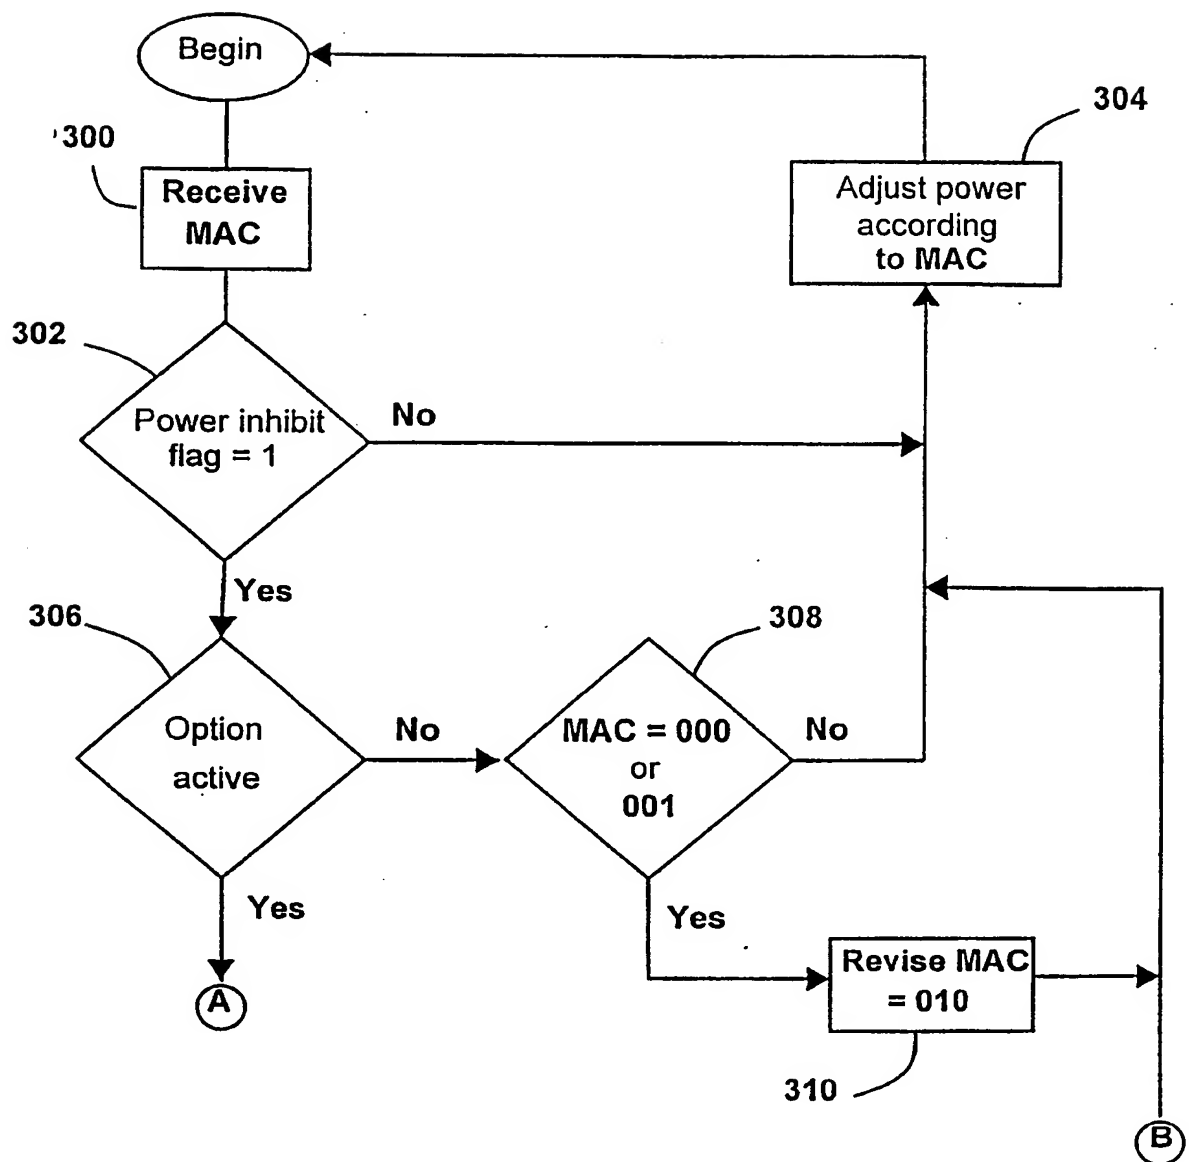 Begin
304
300
Receive
MAC
Adjust power
according
to MAC
302
Power inhibit
flag = 1
No
Yes
306
308
Option
active
No
MAC = 000
or
001
No
Yes
Yes
Revise MAC
= 010
A
310
B